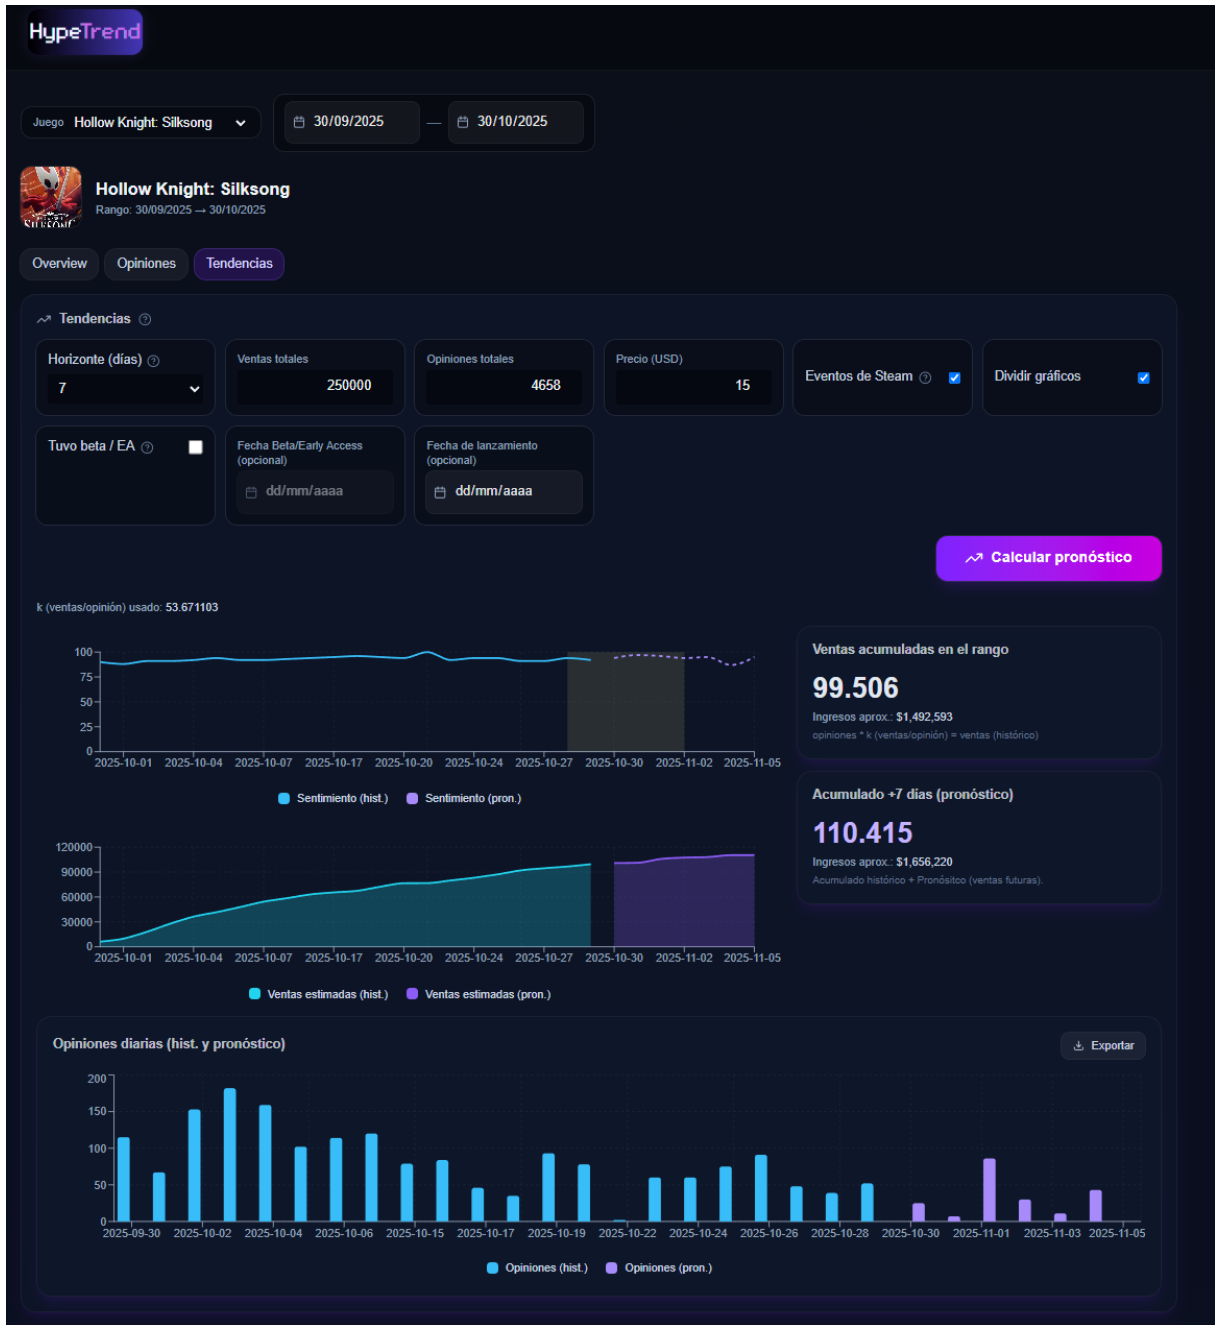 HypeTrend
Juego Hollow Knight: Silksong
30/09/2025 — 30/10/2025
SILKSONG
Hollow Knight: Silksong
Rango: 30/09/2025 → 30/10/2025
Overview Opiniones Tendencias
Tendencias ?
Horizonte (días) ?
7
Ventas totales
250000
Opiniones totales
4658
Precio (USD)
15
Eventos de Steam ?
Dividir gráficos
Tuvo beta / EA ?
Fecha Beta/Early Access
(opcional)
dd/mm/aaaa
Fecha de lanzamiento
(opcional)
dd/mm/aaaa
Calcular pronóstico
k (ventas/opinión) usado: 53.671103
100
75
50
25
0
2025-10-01 2025-10-04 2025-10-07 2025-10-17 2025-10-20 2025-10-24 2025-10-27 2025-10-30 2025-11-02 2025-11-05
Sentimiento (hist.) Sentimiento (pron.)
Ventas acumuladas en el rango
99.506
Ingresos aprox.: $1,492,593
opiniones * k (ventas/opinión) = ventas (histórico)
Acumulado +7 días (pronóstico)
110.415
Ingresos aprox.: $1,656,220
Acumulado histórico + Pronósitco (ventas futuras).
120000
90000
60000
30000
0
2025-10-01 2025-10-04 2025-10-07 2025-10-17 2025-10-20 2025-10-24 2025-10-27 2025-10-30 2025-11-02 2025-11-05
Ventas estimadas (hist.) Ventas estimadas (pron.)
Opiniones diarias (hist. y pronóstico)
Exportar
200
150
100
50
0
2025-09-30 2025-10-02 2025-10-04 2025-10-06 2025-10-15 2025-10-17 2025-10-19 2025-10-22 2025-10-24 2025-10-26 2025-10-28 2025-10-30 2025-11-01 2025-11-03 2025-11-05
Opiniones (hist.) Opiniones (pron.)